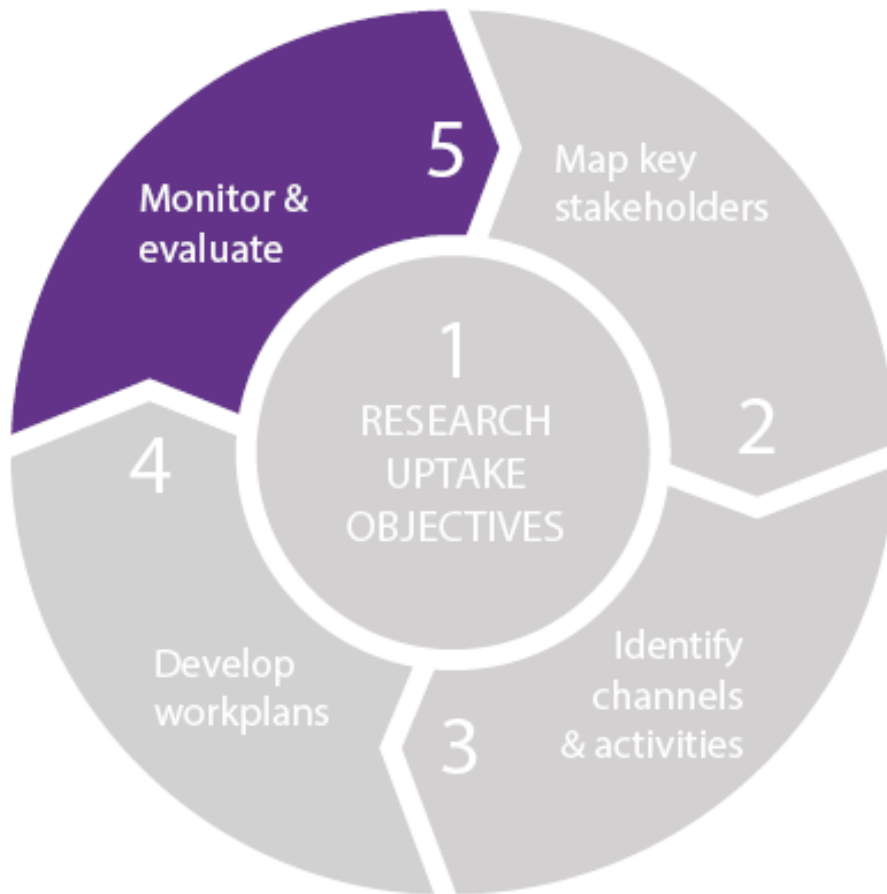 1
RESEARCH
UPTAKE
OBJECTIVES
Map key
stakeholders
2
Identify
channels
& activities
3
Develop
workplans
4
Monitor &
evaluate
5